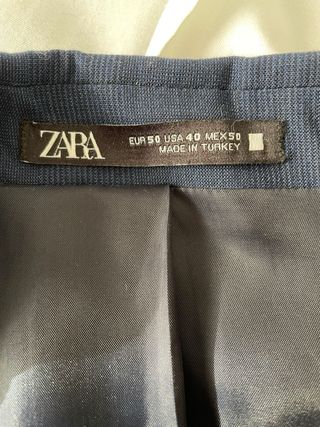 ZARA
EUR 50 USA 40 MEX 50
MADE IN TURKEY